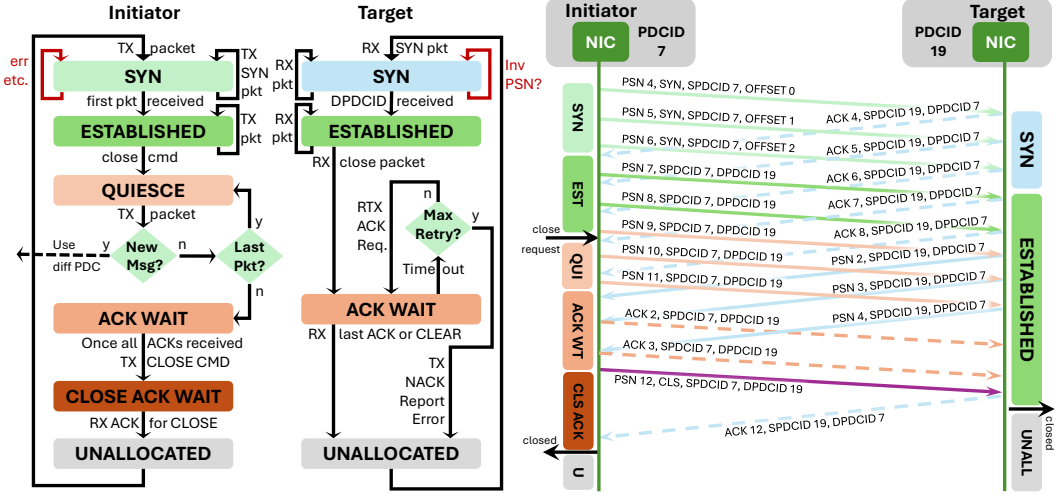 Initiator
TX packet
err
etc.
SYN
TX
SYN
pkt
first pkt received
ESTABLISHED
TX
pkt
close cmd
QUIESCE
TX packet
y
Use
diff PDC
y
New
Msg?
n
Last
Pkt?
n
ACK WAIT
Once all ACKs received
TX CLOSE CMD
CLOSE ACK WAIT
RX ACK for CLOSE
UNALLOCATED
Target
RX SYN pkt
RX
pkt
SYN
Inv
PSN?
DPDCID received
RX
pkt
ESTABLISHED
RX close packet
n
RTX
ACK
Req.
Max
Retry?
y
Time out
ACK WAIT
RX last ACK or CLEAR
TX
NACK
Report
Error
UNALLOCATED
Initiator
NIC
PDCID
7
Target
PDCID
19
NIC
SYN
EST
close
request
QUI
ACK WT
CLS ACK
closed
U
PSN 4, SYN, SPDCID 7, OFFSET 0
ACK 4, SPDCID 19, DPDCID 7
PSN 5, SYN, SPDCID 7, OFFSET 1
ACK 5, SPDCID 19, DPDCID 7
PSN 6, SYN, SPDCID 7, OFFSET 2
ACK 6, SPDCID 19, DPDCID 7
PSN 7, SPDCID 7, DPDCID 19
ACK 7, SPDCID 19, DPDCID 7
PSN 8, SPDCID 7, DPDCID 19
ACK 8, SPDCID 19, DPDCID 7
PSN 9, SPDCID 7, DPDCID 19
PSN 2, SPDCID 19, DPDCID 7
PSN 10, SPDCID 7, DPDCID 19
PSN 3, SPDCID 19, DPDCID 7
PSN 11, SPDCID 7, DPDCID 19
PSN 4, SPDCID 19, DPDCID 7
ACK 2, SPDCID 7, DPDCID 19
ACK 3, SPDCID 7, DPDCID 19
PSN 12, CLS, SPDCID 7, DPDCID 19
ACK 12, SPDCID 19, DPDCID 7
SYN
ESTABLISHED
closed
UNALL